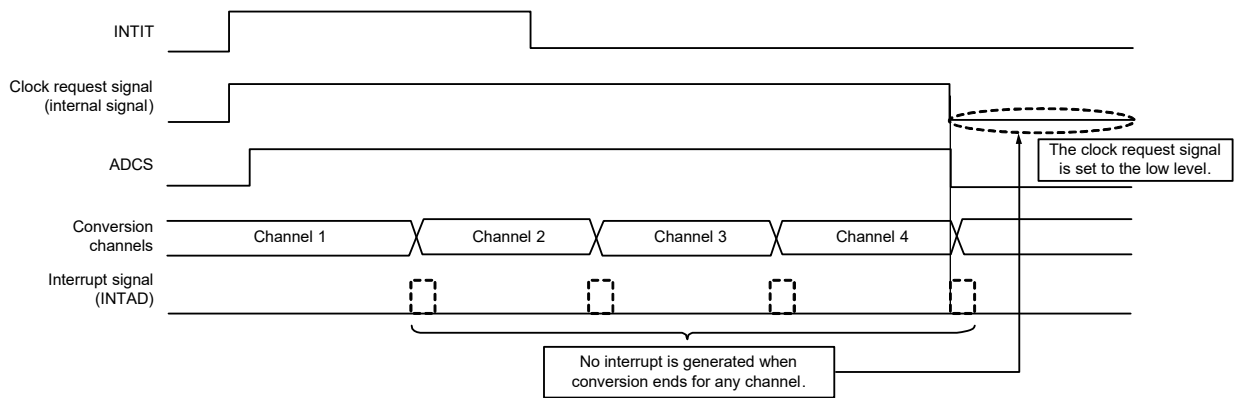 INTIT
Clock request signal
(internal signal)
The clock request signal
is set to the low level.
ADCS
Conversion
channels
Channel 1
Channel 2
Channel 3
Channel 4
Interrupt signal
(INTAD)
No interrupt is generated when
conversion ends for any channel.